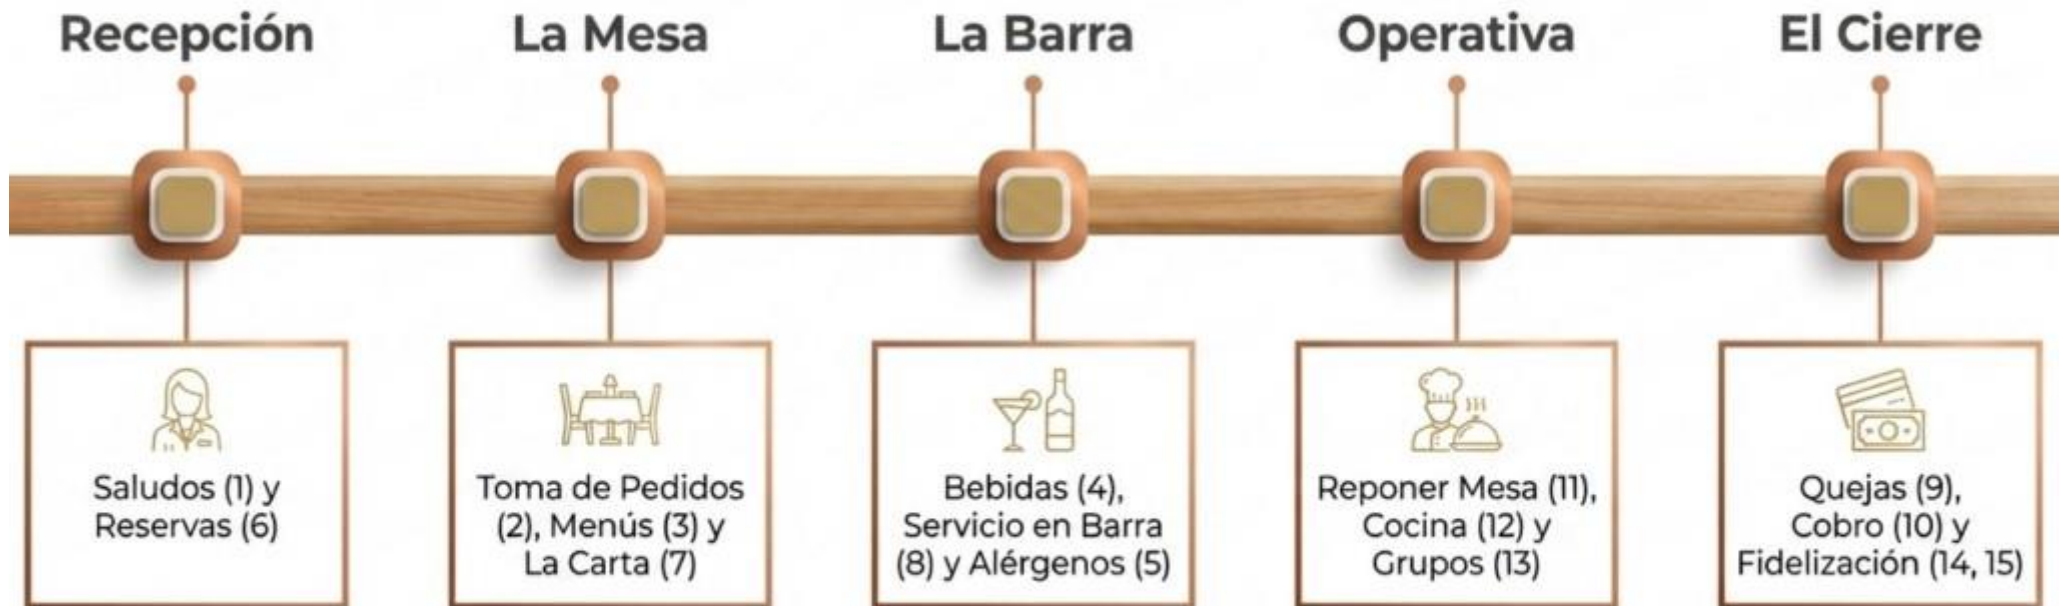 Recepción
La Mesa
La Barra
Operativa
El Cierre
Saludos (1) y
Reservas (6)
Toma de Pedidos
(2), Menús (3) y
La Carta (7)
Bebidas (4),
Servicio en Barra
(8) y Alérgenos (5)
Reponer Mesa (11),
Cocina (12) y
Grupos (13)
Quejas (9),
Cobro (10) y
Fidelización (14, 15)